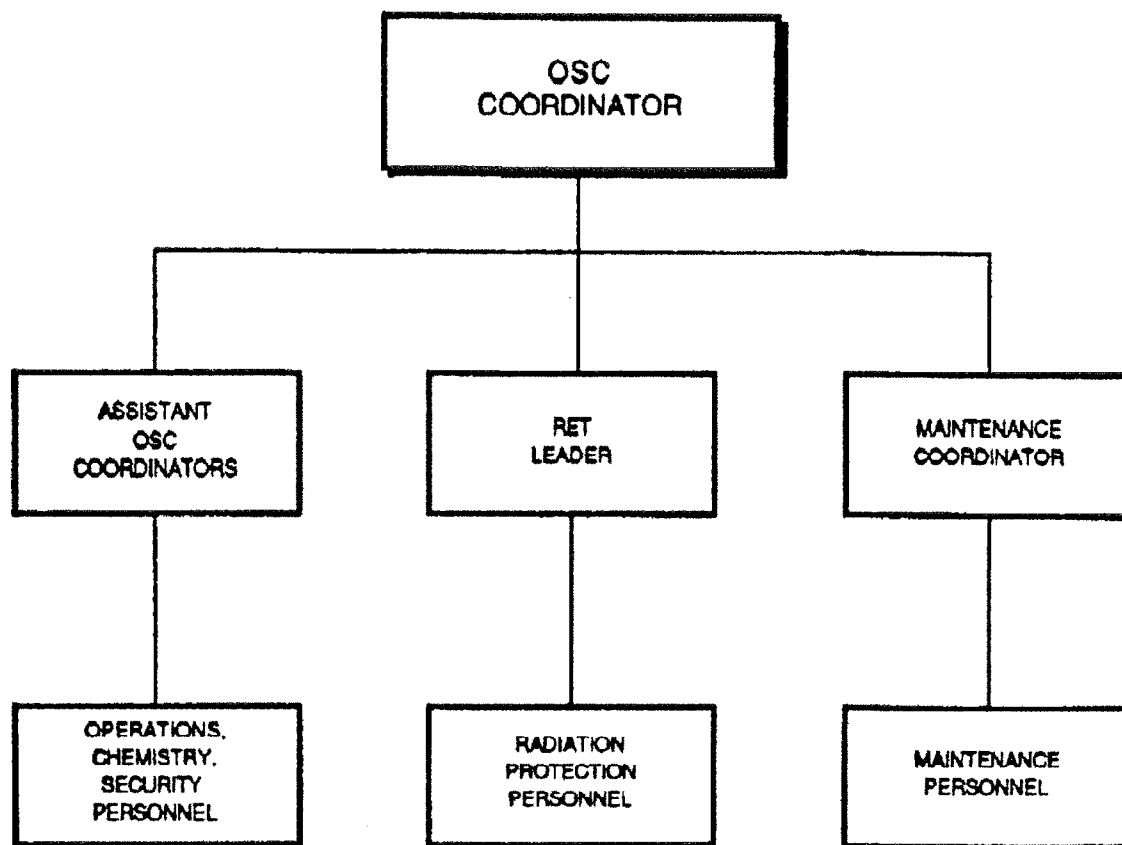 OSC
COORDINATOR
ASSISTANT
OSC
COORDINATORS
RET
LEADER
MAINTENANCE
COORDINATOR
OPERATIONS,
CHEMISTRY,
SECURITY
PERSONNEL
RADIATION
PROTECTION
PERSONNEL
MAINTENANCE
PERSONNEL